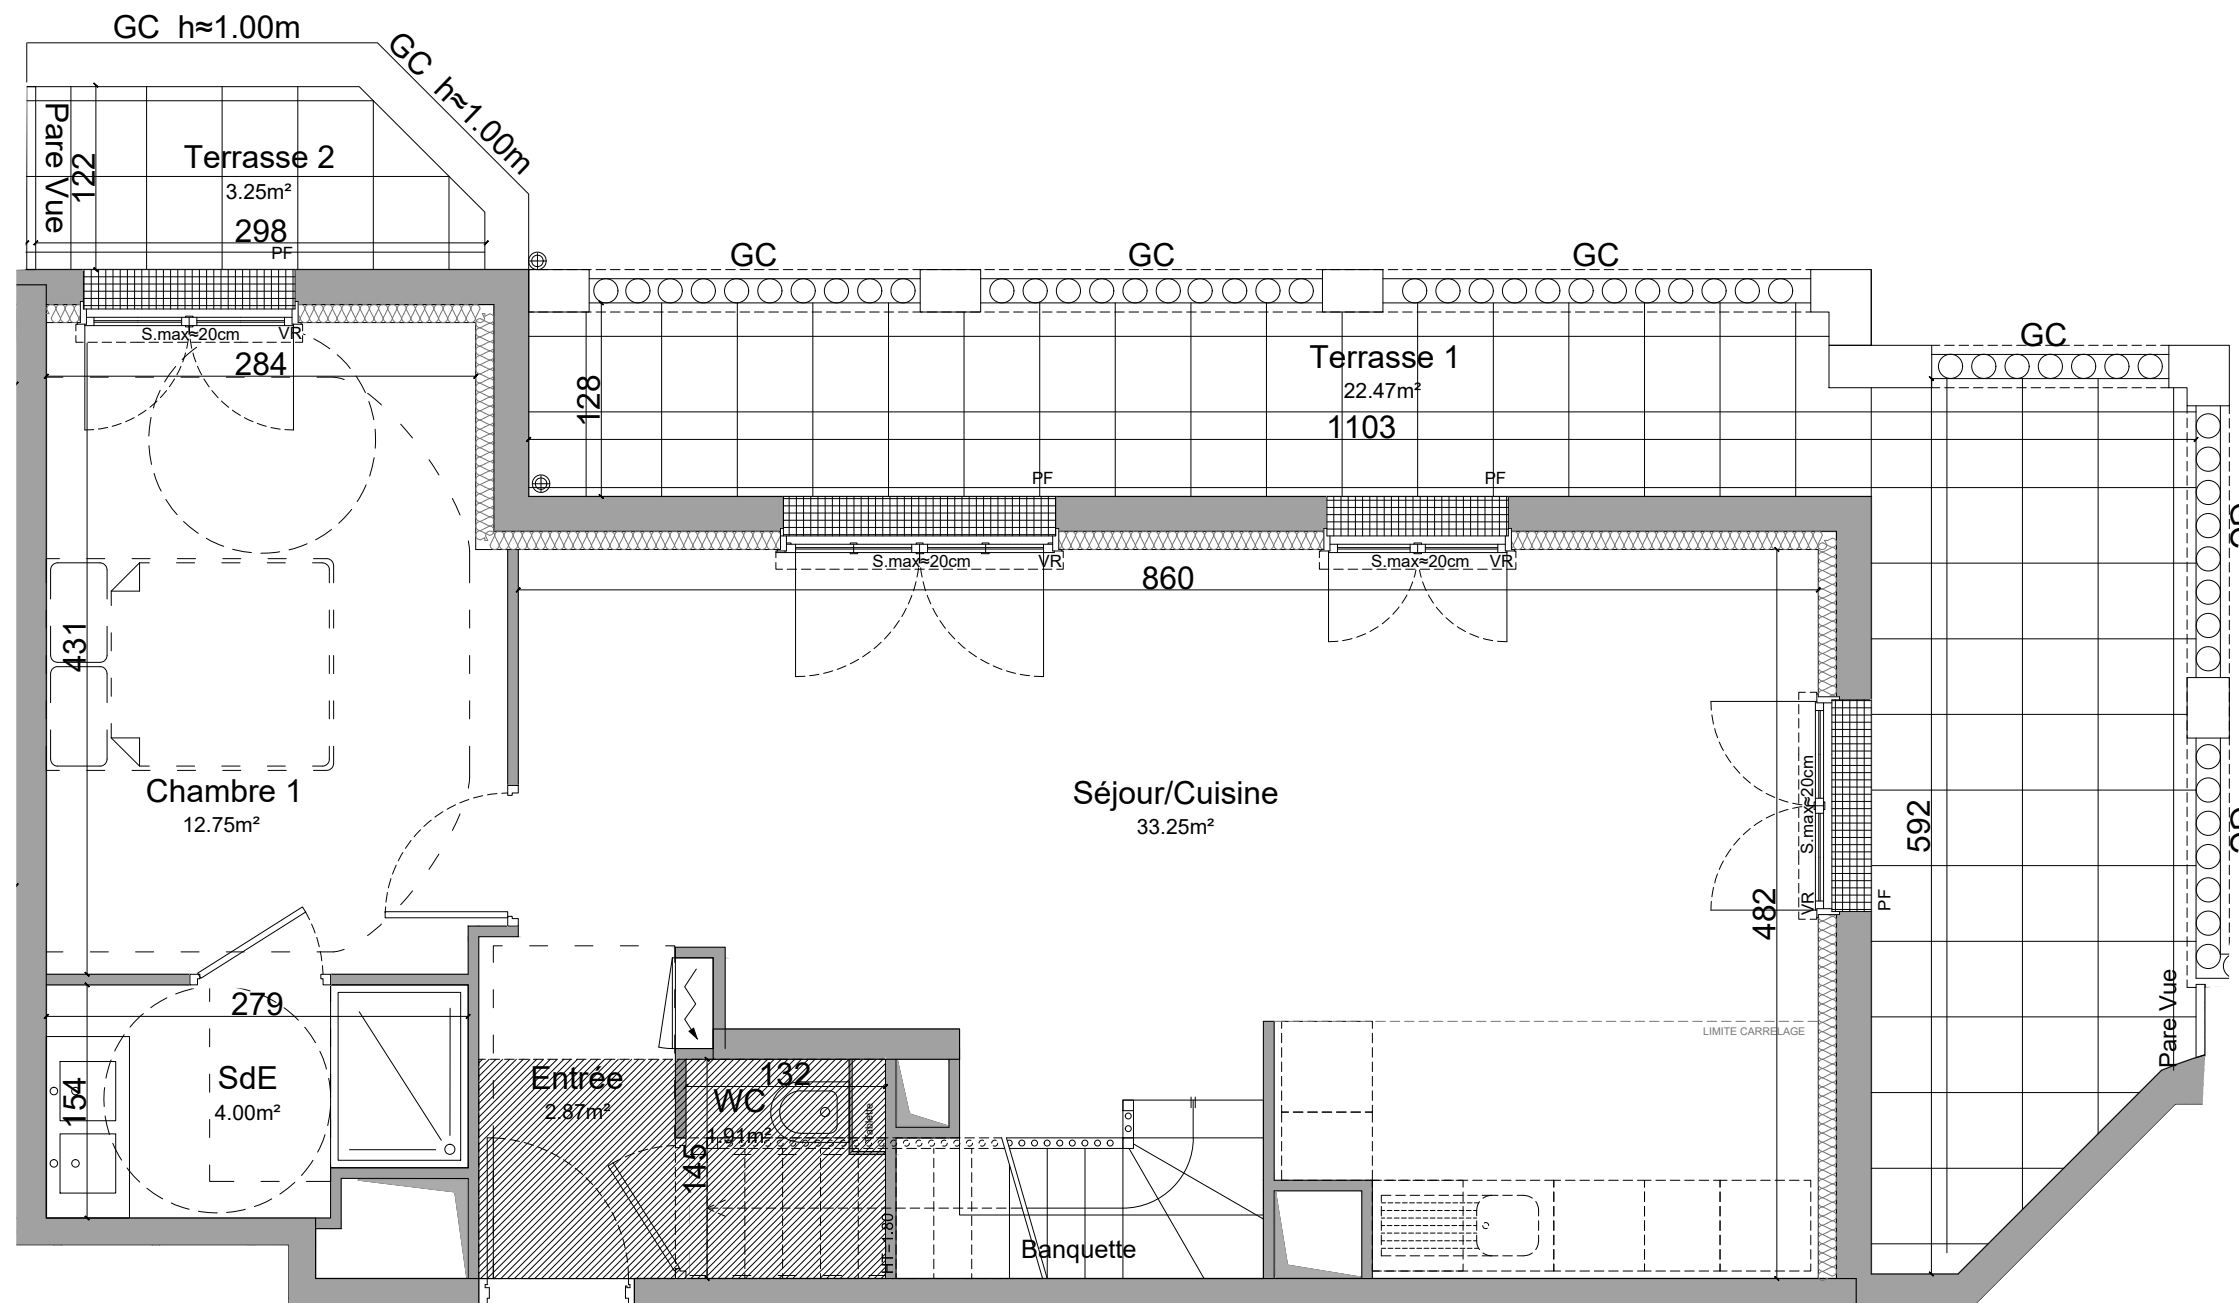 GC h≈1.00m
GC h≈1.00m
Pare Vue
122
Terrasse 2
3.25m²
298
PF
GC
GC
GC
GC
S.max≈20cm
VR
284
128
Terrasse 1
22.47m²
1103
PF
PF
S.max≈20cm
VR
S.max≈20cm
VR
860
431
Chambre 1
12.75m²
Séjour/Cuisine
33.25m²
S.max≈20cm
VR
PF
592
482
Pare Vue
LIMITE CARRELAGE
279
154
SdE
4.00m²
Entrée
2.87m²
132
WC
1.91m²
Tablette
145
HT=1.80
Banquette